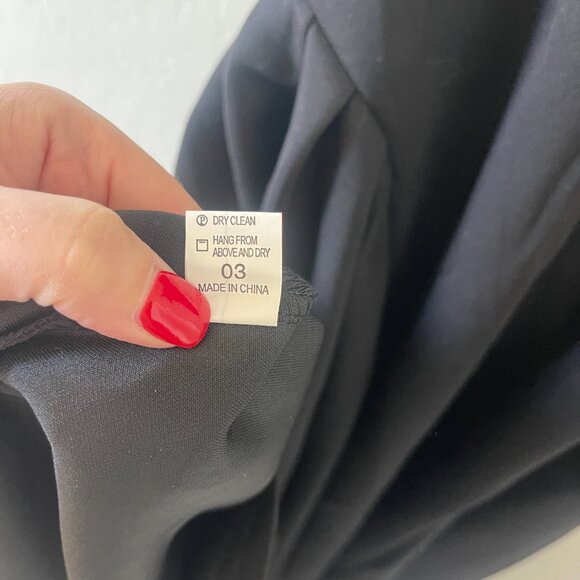 Ⓟ DRY CLEAN
HANG FROM
ABOVE AND DRY
03
MADE IN CHINA